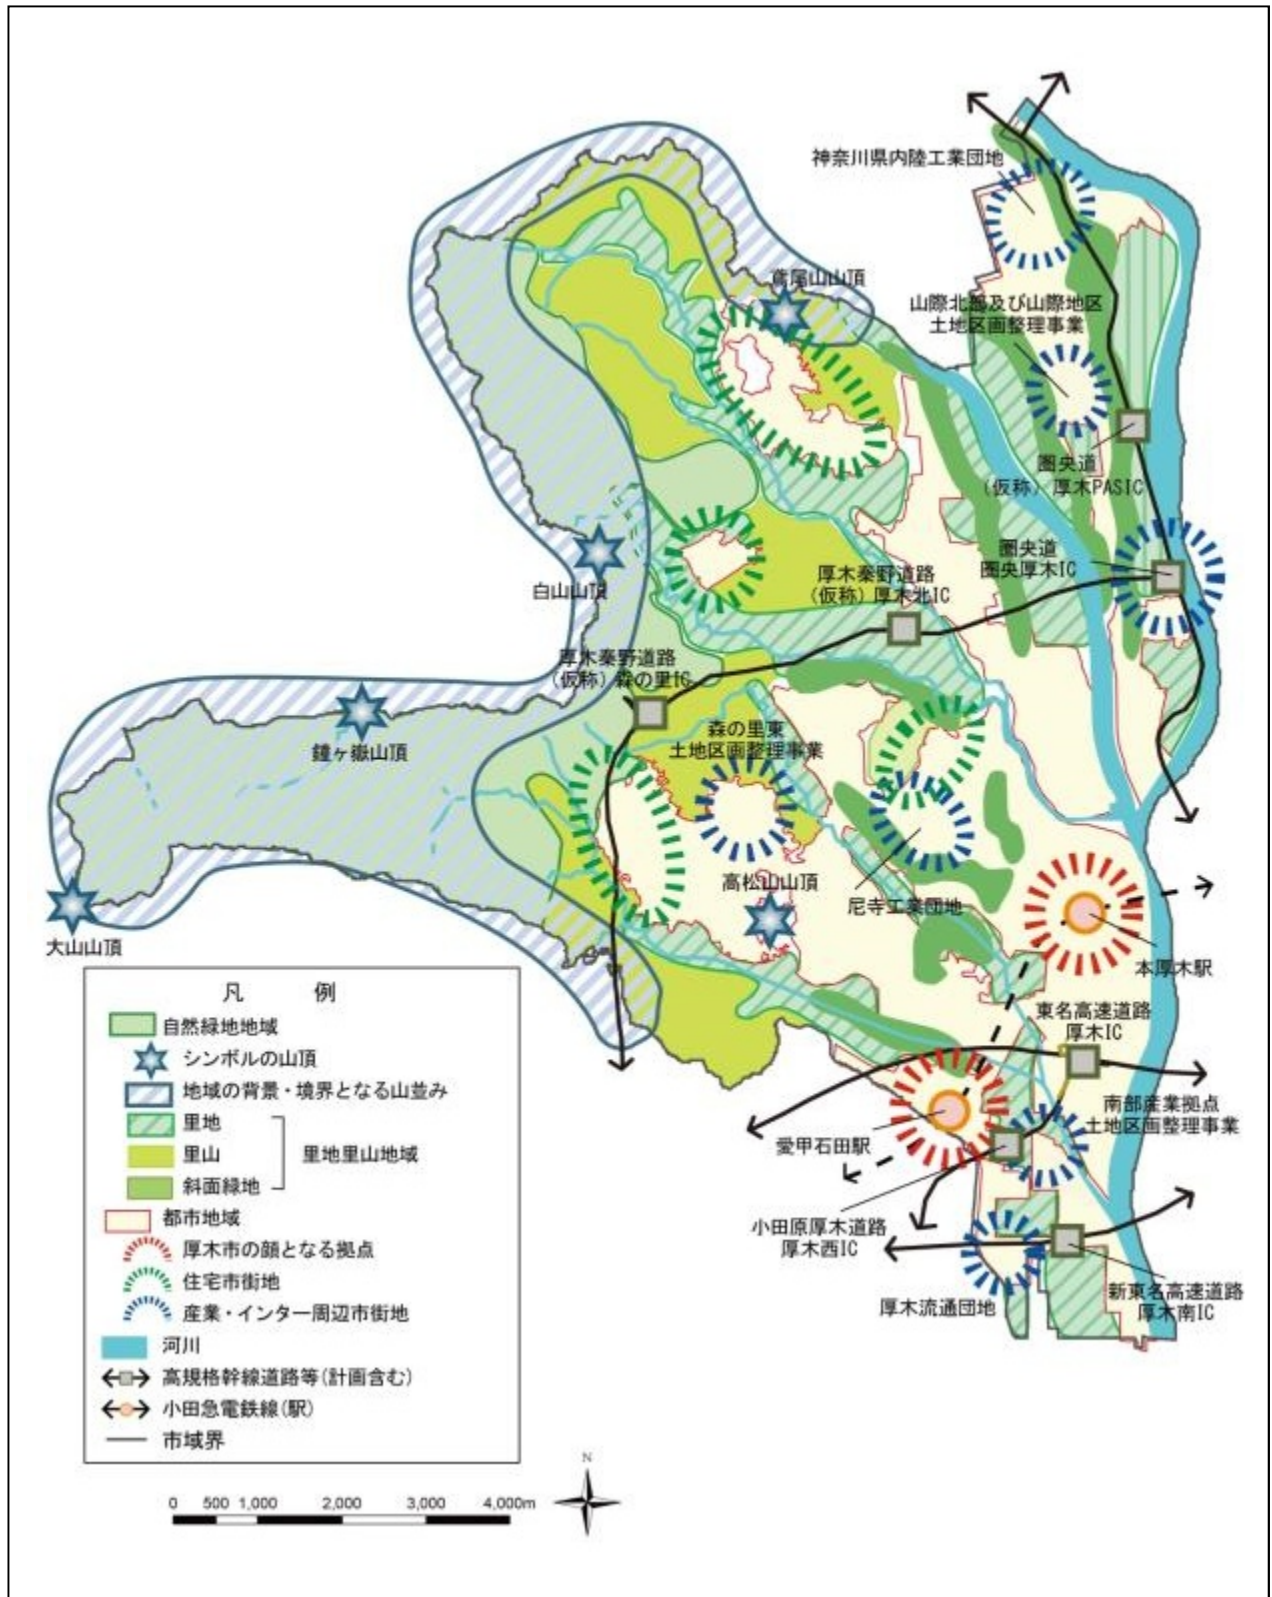 神奈川県内陸工業団地
鳶尾山山頂
山際北部及び山際地区
土地区画整理事業
圏央道
(仮称)厚木PASIC
圏央道
圏央厚木IC
厚木秦野道路
(仮称)厚木北IC
白山山頂
厚木秦野道路
(仮称)森の里IC
森の里東
土地区画整理事業
鐘ヶ嶽山頂
高松山山頂
尼寺工業団地
大山山頂
本厚木駅
東名高速道路
厚木IC
南部産業拠点
土地区画整理事業
愛甲石田駅
小田原厚木道路
厚木西IC
厚木流通団地
新東名高速道路
厚木南IC
凡 例
自然緑地地域
シンボルの山頂
地域の背景・境界となる山並み
里地
里山
里地里山地域
斜面緑地
都市地域
厚木市の顔となる拠点
住宅市街地
産業・インター周辺市街地
河川
高規格幹線道路等(計画含む)
小田急電鉄線(駅)
市域界
N
0 500 1,000 2,000 3,000 4,000m